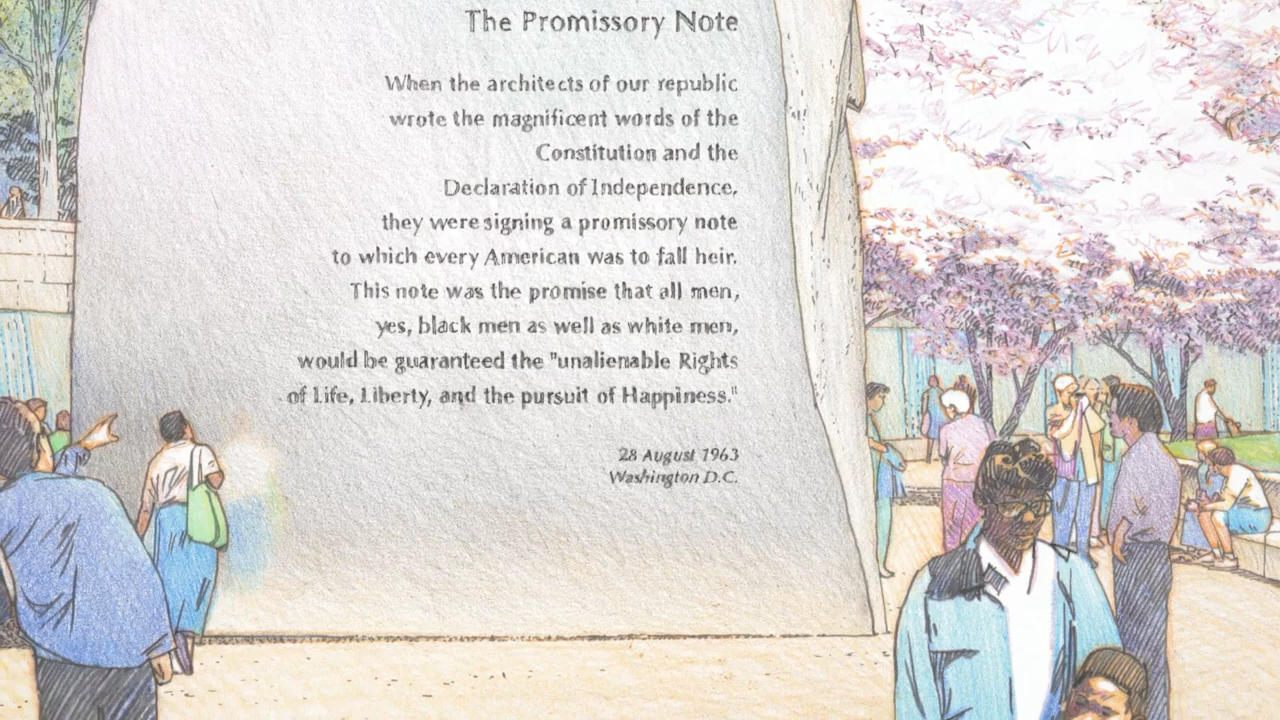 The Promissory Note
When the architects of our republic
wrote the magnificent words of the
Constitution and the
Declaration of Independence,
they were signing a promissory note
to which every American was to fall heir.
This note was the promise that all men,
yes, black men as well as white men,
would be guaranteed the "unalienable Rights
of Life, Liberty, and the pursuit of Happiness."
28 August 1963
Washington D.C.